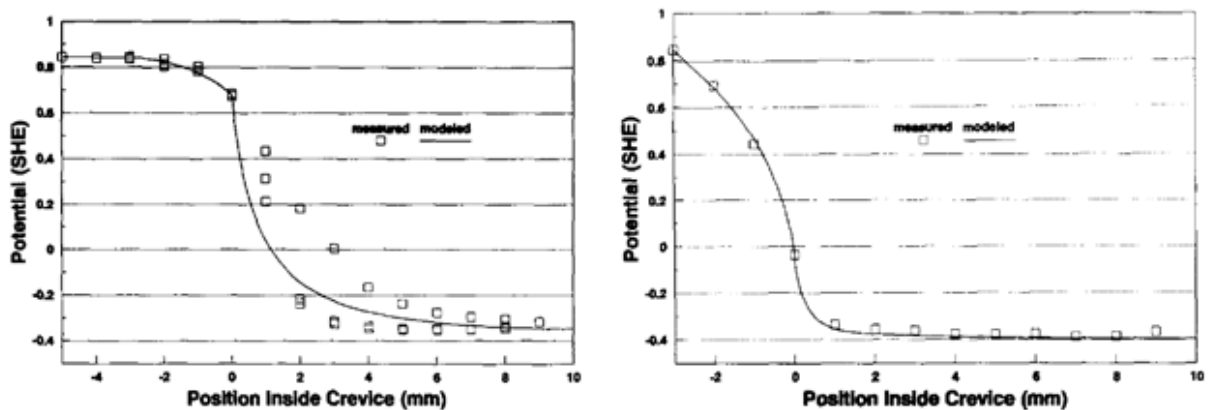 1
0.8
0.6
0.4
0.2
0
-0.2
-0.4
Potential (SHE)
measured modeled
-4 -2 0 2 4 6 8 10
Position Inside Crevice (mm)
1
0.8
0.6
0.4
0.2
0
-0.2
-0.4
Potential (SHE)
measured modeled
-2 0 2 4 6 8 10
Position Inside Crevice (mm)